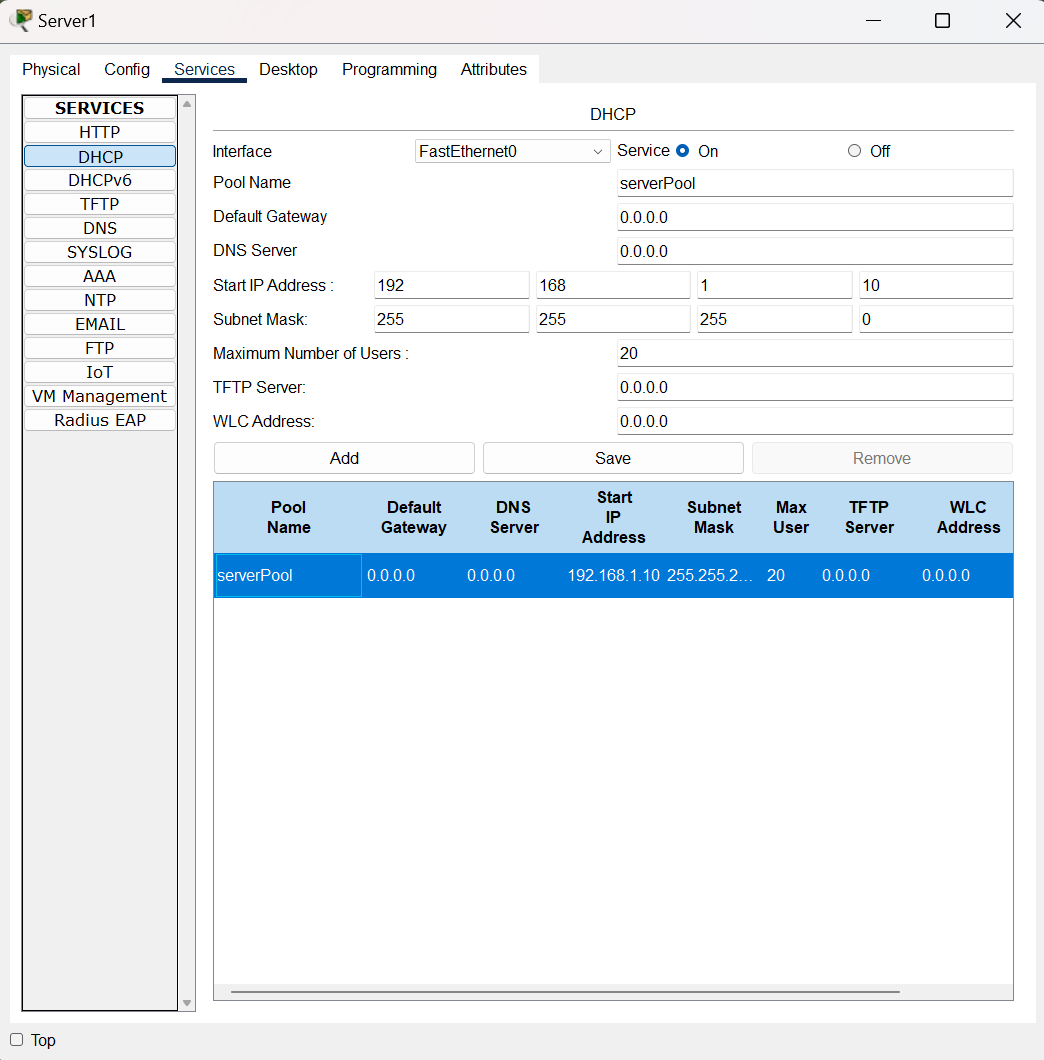 Server1
Physical Config Services Desktop Programming Attributes
SERVICES
HTTP
DHCP
DHCPv6
TFTP
DNS
SYSLOG
AAA
NTP
EMAIL
FTP
IoT
VM Management
Radius EAP
DHCP
Interface FastEthernet0 Service On Off
Pool Name serverPool
Default Gateway 0.0.0.0
DNS Server 0.0.0.0
Start IP Address : 192 168 1 10
Subnet Mask: 255 255 255 0
Maximum Number of Users : 20
TFTP Server: 0.0.0.0
WLC Address: 0.0.0.0
Add Save Remove
Pool Name Default Gateway DNS Server Start IP Address Subnet Mask Max User TFTP Server WLC Address
serverPool 0.0.0.0 0.0.0.0 192.168.1.10 255.255.2... 20 0.0.0.0 0.0.0.0
Top